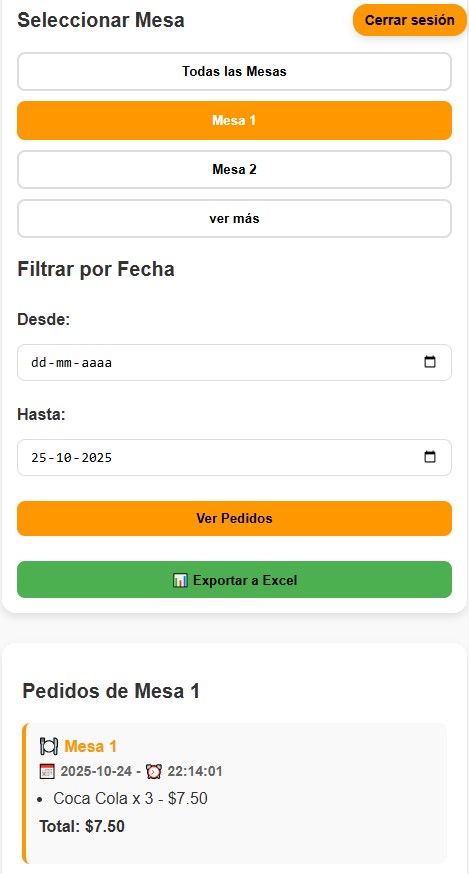 Seleccionar Mesa
Cerrar sesión
Todas las Mesas
Mesa 1
Mesa 2
ver más
Filtrar por Fecha
Desde:
dd-mm-aaaa
Hasta:
25-10-2025
Ver Pedidos
📊 Exportar a Excel
Pedidos de Mesa 1
🍽️ Mesa 1
📅 2025-10-24 - ⏰ 22:14:01
• Coca Cola x 3 - $7.50
Total: $7.50